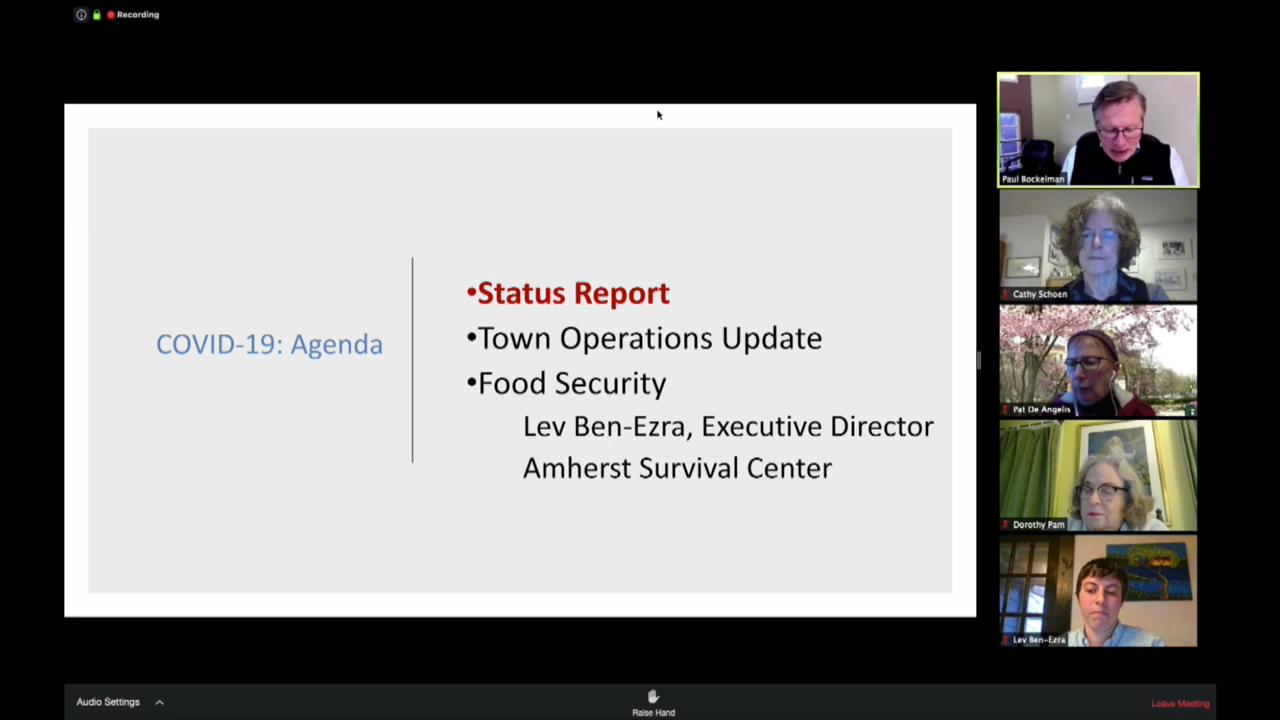 Recording
COVID-19: Agenda
•Status Report
•Town Operations Update
•Food Security
Lev Ben-Ezra, Executive Director
Amherst Survival Center
Paul Bockelman
Cathy Schoen
Pat De Angelis
Dorothy Pam
Lev Ben-Ezra
Audio Settings
Raise Hand
Leave Meeting